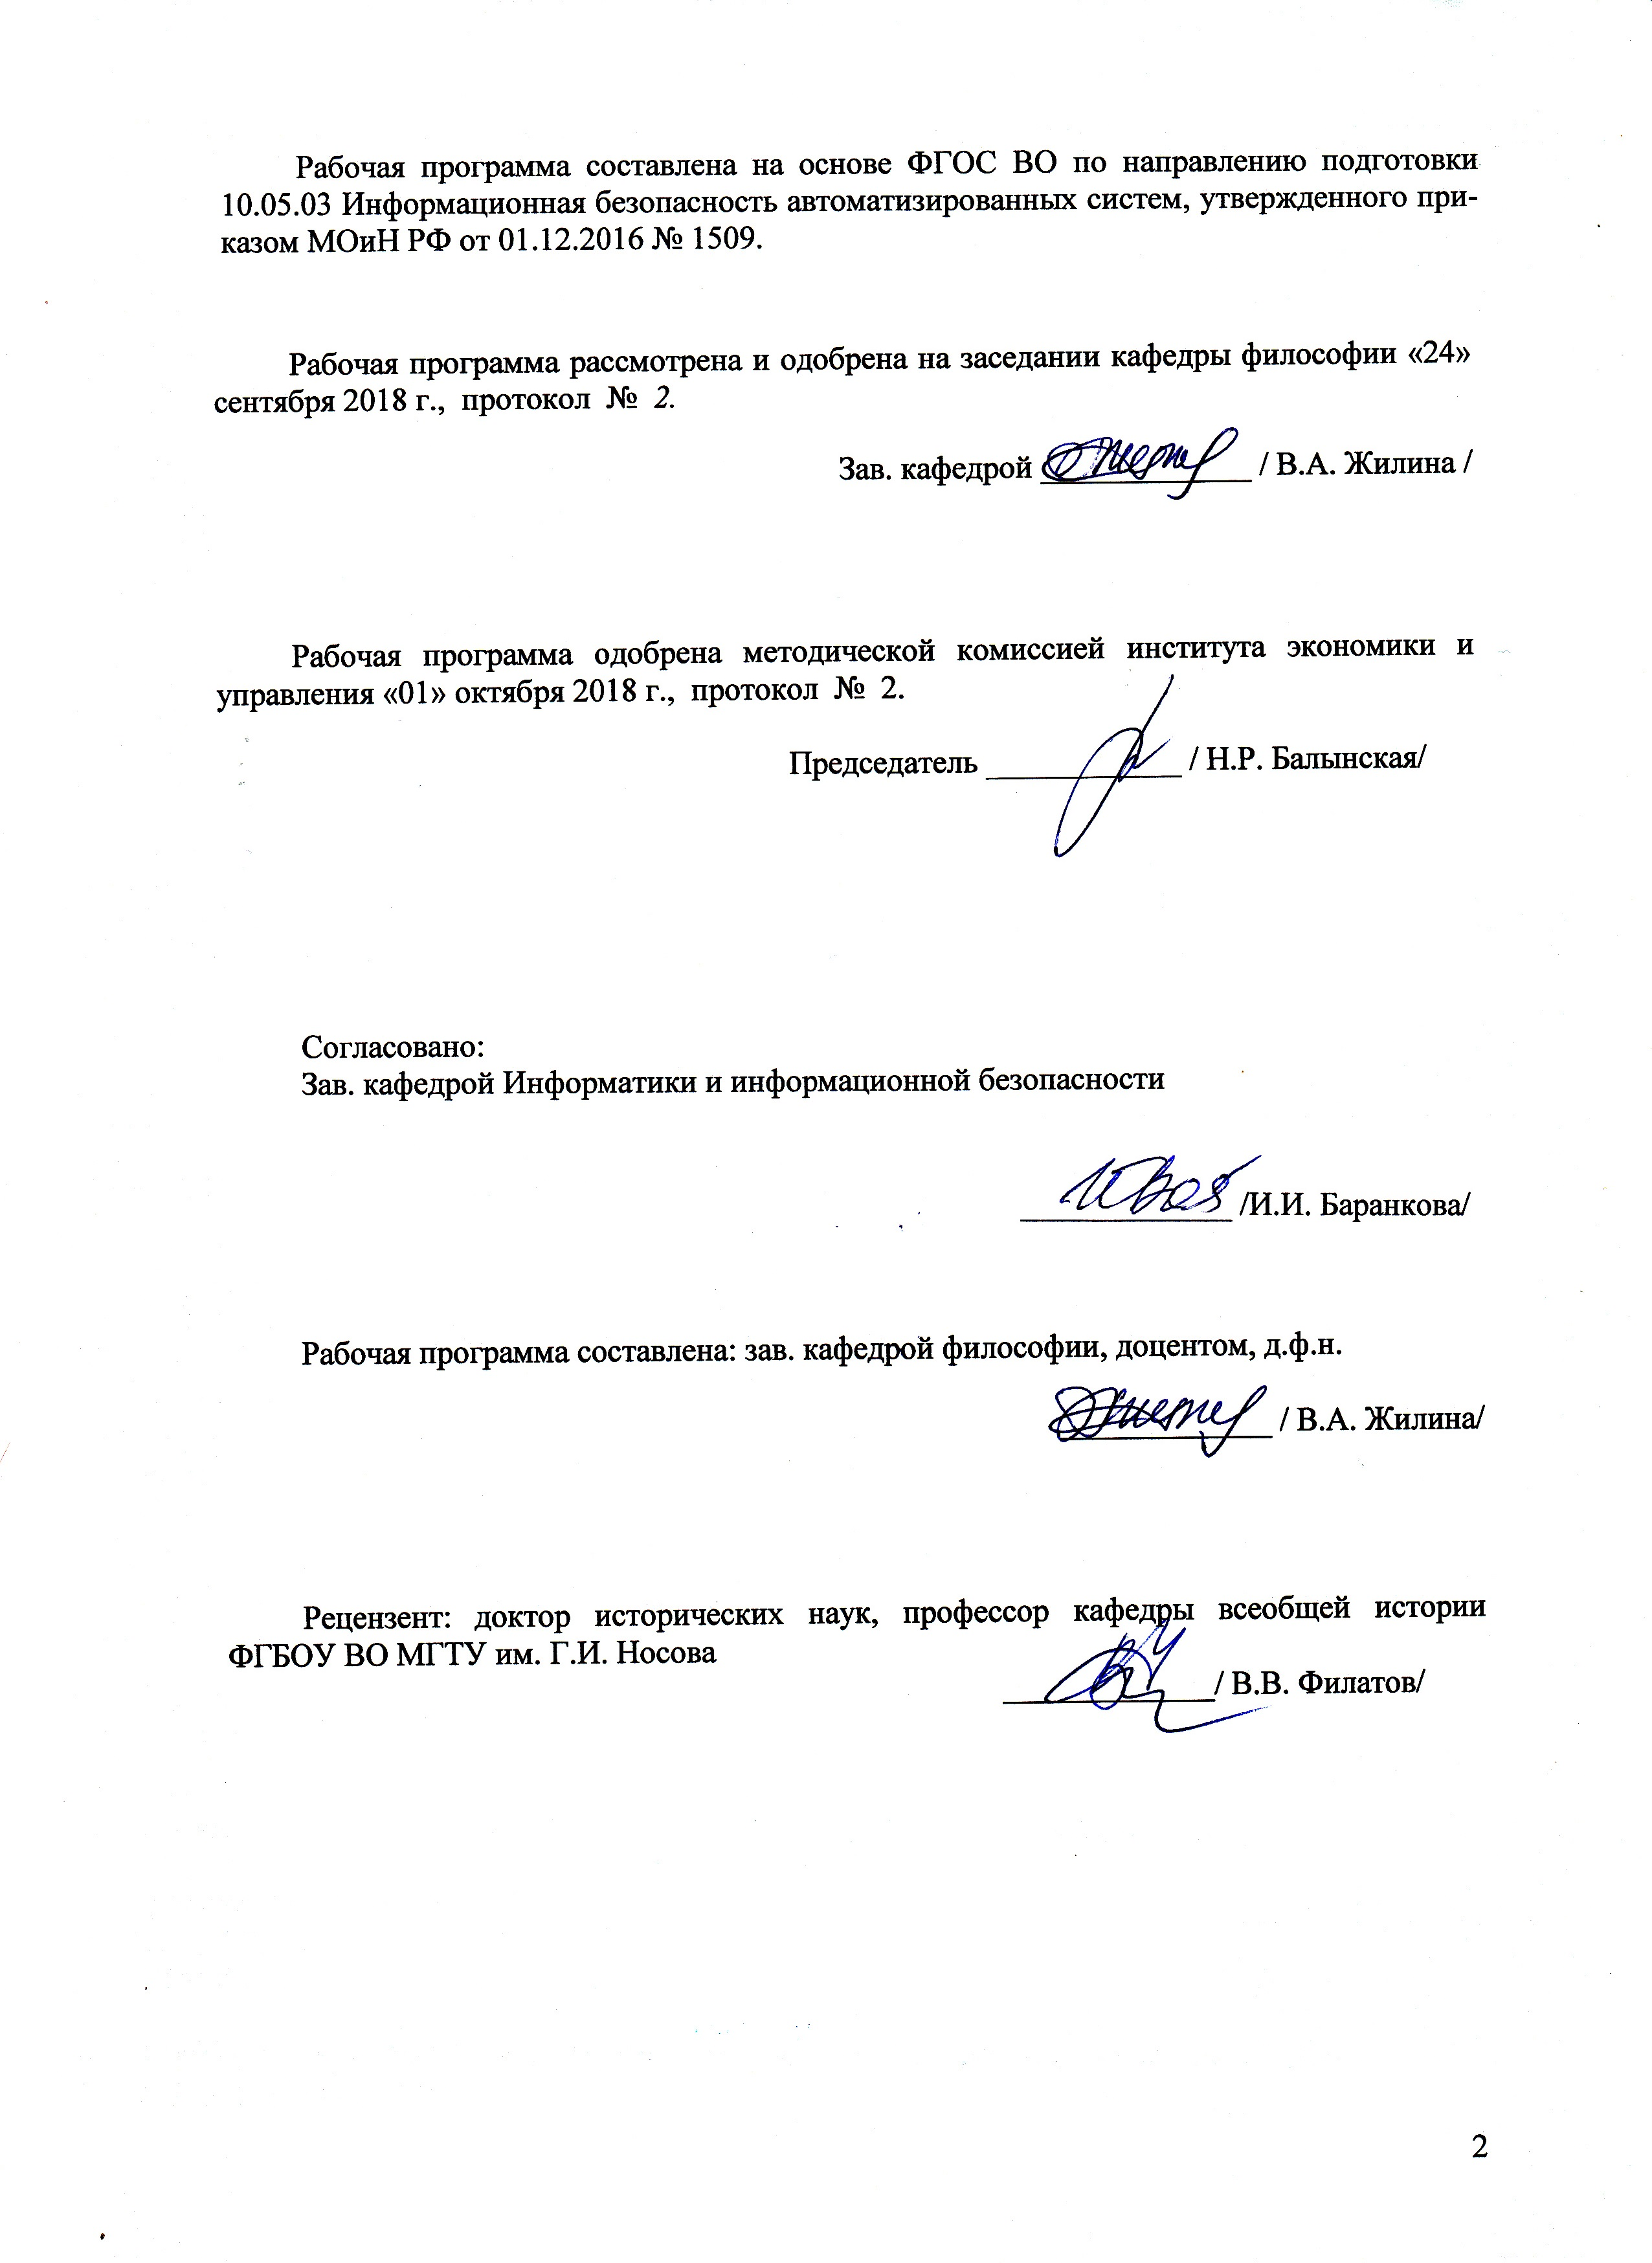 Рабочая программа составлена на основе ФГОС ВО по направлению подготовки
10.05.03 Информационная безопасность автоматизированных систем, утвержденного при-
казом МОиН РФ от 01.12.2016 № 1509.
Рабочая программа рассмотрена и одобрена на заседании кафедры философии «24»
сентября 2018 г., протокол № 2.
Зав. кафедрой / В.А. Жилина /
Рабочая программа одобрена методической комиссией института экономики и
управления «01» октября 2018 г., протокол № 2.
Председатель / Н.Р. Балынская/
Согласовано:
Зав. кафедрой Информатики и информационной безопасности
/И.И. Баранкова/
Рабочая программа составлена: зав. кафедрой философии, доцентом, д.ф.н.
/ В.А. Жилина/
Рецензент: доктор исторических наук, профессор кафедры всеобщей истории
ФГБОУ ВО МГТУ им. Г.И. Носова
/ В.В. Филатов/
2